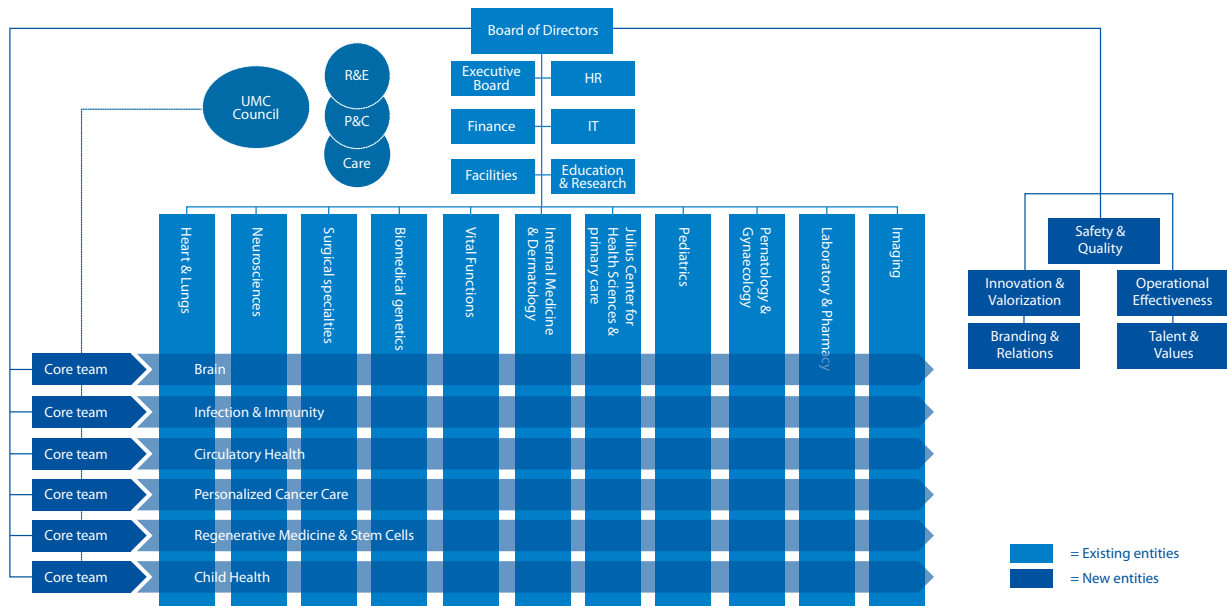 Board of Directors
UMC
Council
R&E
P&C
Care
Executive
Board
HR
Finance
IT
Facilities
Education
& Research
Heart & Lungs
Neurosciences
Surgical specialties
Biomedical genetics
Vital Functions
Internal Medicine
& Dermatology
Julius Center for
Health Sciences &
primary care
Pediatrics
Pernatology &
Gynaecology
Laboratory & Pharmacy
Imaging
Safety &
Quality
Innovation &
Valorization
Operational
Effectiveness
Branding &
Relations
Talent &
Values
Core team
Brain
Core team
Infection & Immunity
Core team
Circulatory Health
Core team
Personalized Cancer Care
Core team
Regenerative Medicine & Stem Cells
Core team
Child Health
= Existing entities
= New entities